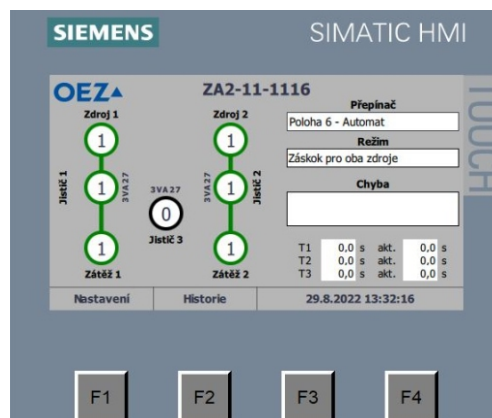 SIEMENS
SIMATIC HMI
TOUCH
OEZ
ZA2-11-1116
Zdroj 1
Zdroj 2
Přepínač
Poloha 6 - Automat
1
1
Režim
Záskok pro oba zdroje
Jistič 1
1
3VA27
3VA27
0
Jistič 3
3VA27
1
Jistič 2
Chyba
1
1
Zátěž 1
Zátěž 2
T1 0,0 s akt. 0,0 s
T2 0,0 s akt. 0,0 s
T3 0,0 s akt. 0,0 s
Nastavení
Historie
29.8.2022 13:32:16
F1
F2
F3
F4